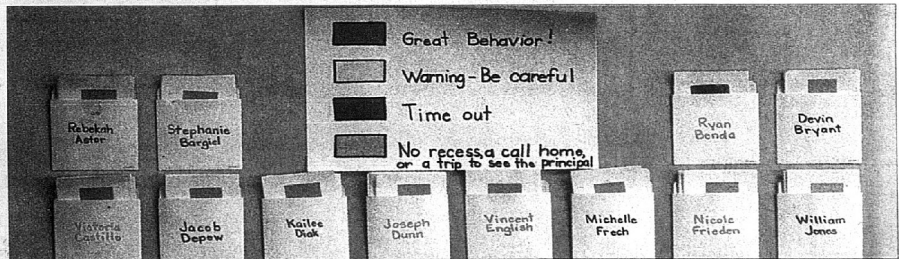 Great Behavior!
Warning-Be careful
Time out
No recess, a call home,
or a trip to see the principal
Rebekah
Astor
Stephanie
Bargiel
Ryan
Benda
Devin
Bryant
Victoria
Castillo
Jacob
Depew
Kailee
Diak
Joseph
Dunn
Vincent
English
Michelle
Frech
Nicole
Frieden
William
Jones